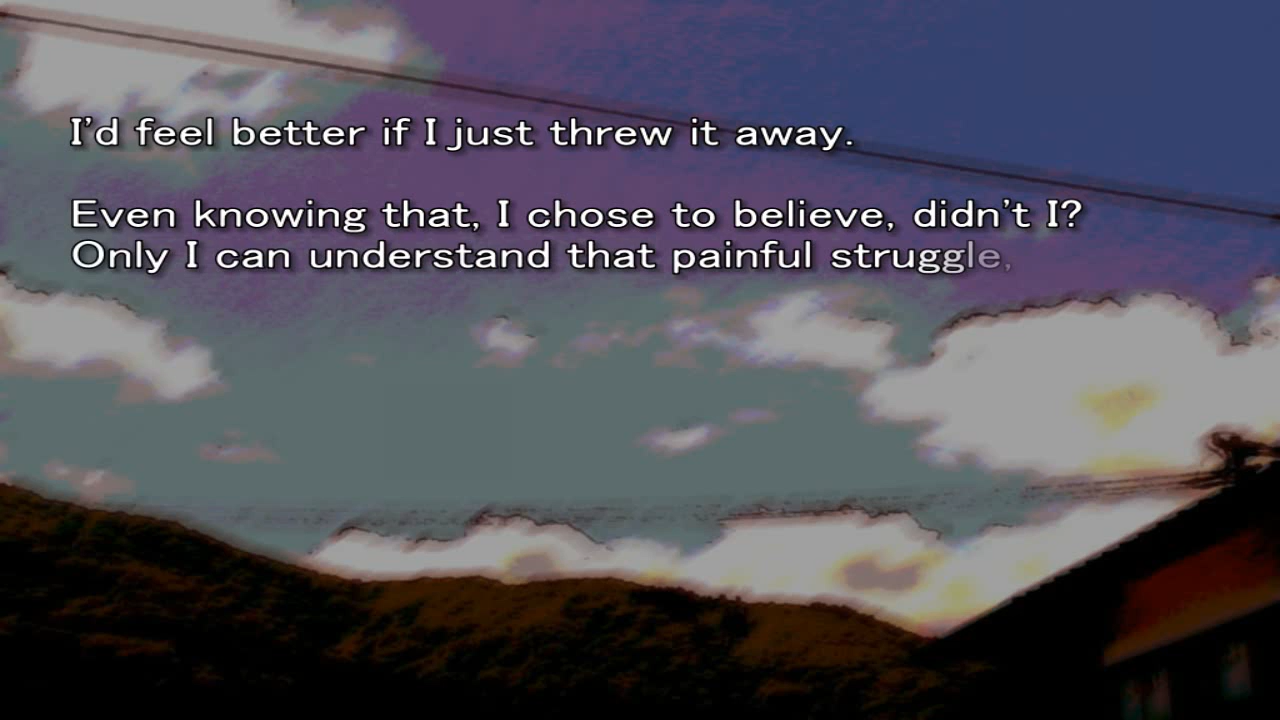 I'd feel better if I just threw it away.
Even knowing that, I chose to believe, didn't I?
Only I can understand that painful struggle,